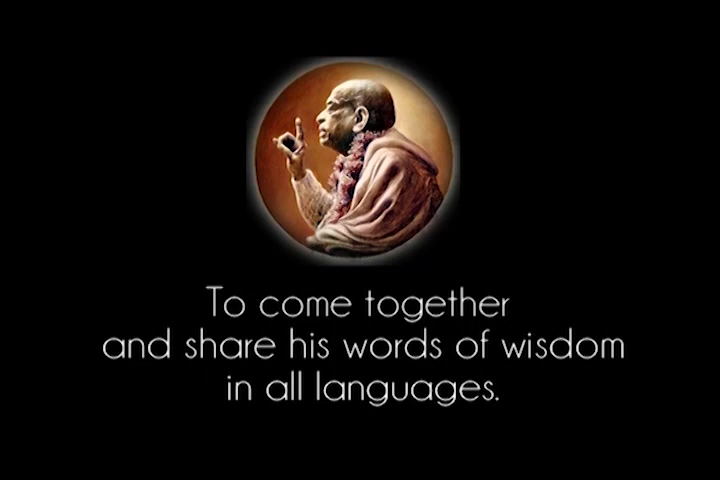 To come together
and share his words of wisdom
in all languages.